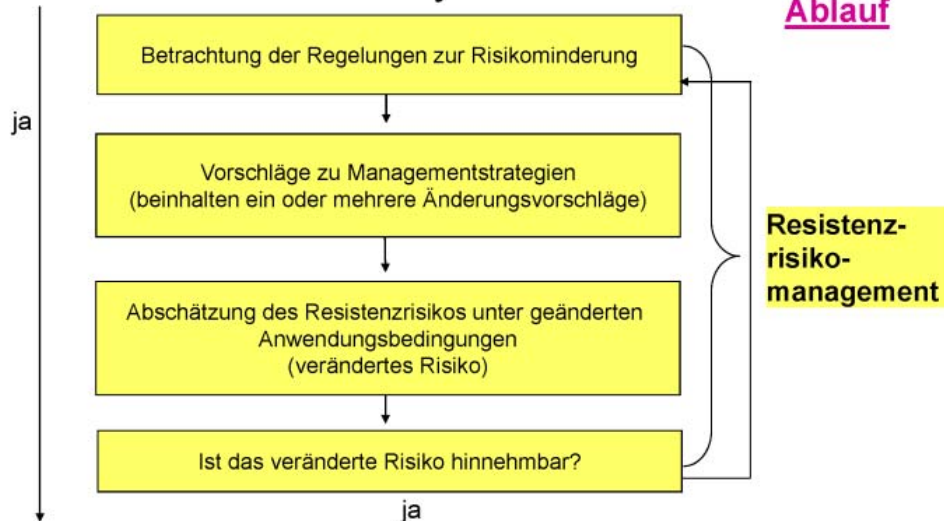 Ablauf
Betrachtung der Regelungen zur Risikominderung
ja
Vorschläge zu Managementstrategien
(beinhalten ein oder mehrere Änderungsvorschläge)
Resistenz-
risiko-
management
Abschätzung des Resistenzrisikos unter geänderten
Anwendungsbedingungen
(verändertes Risiko)
Ist das veränderte Risiko hinnehmbar?
ja